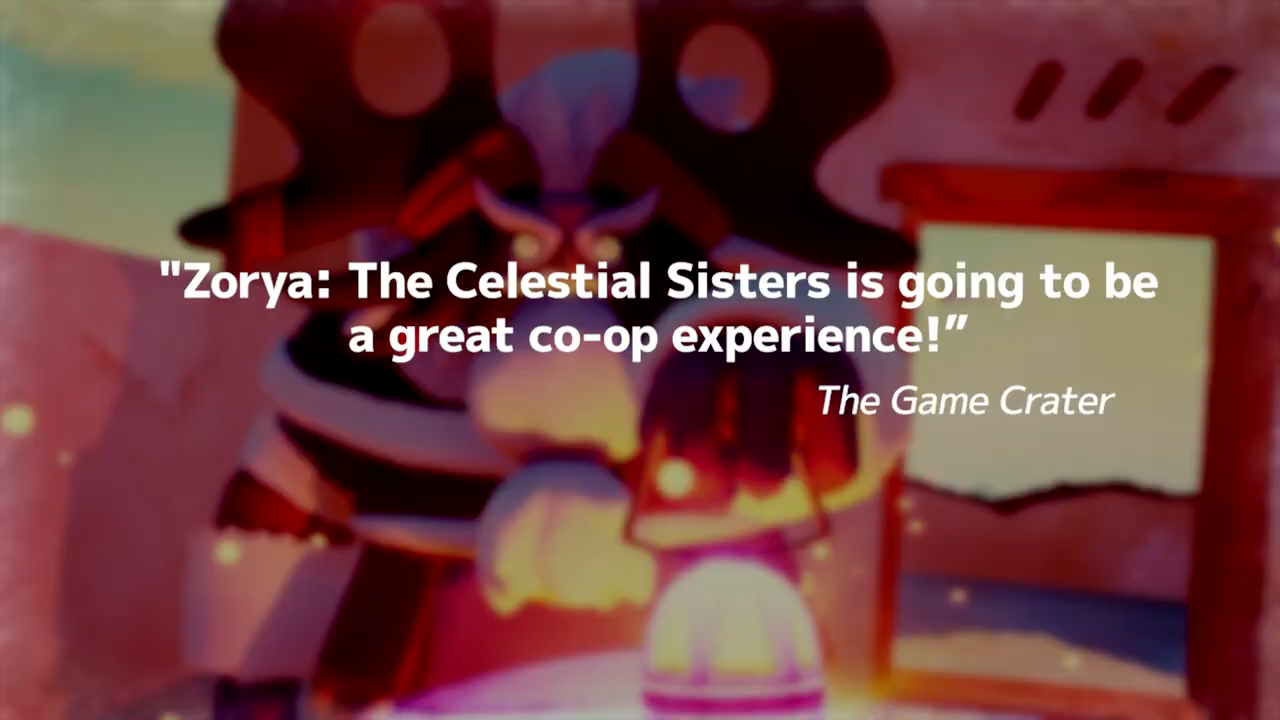 "Zorya: The Celestial Sisters is going to be
a great co-op experience!”
The Game Crater